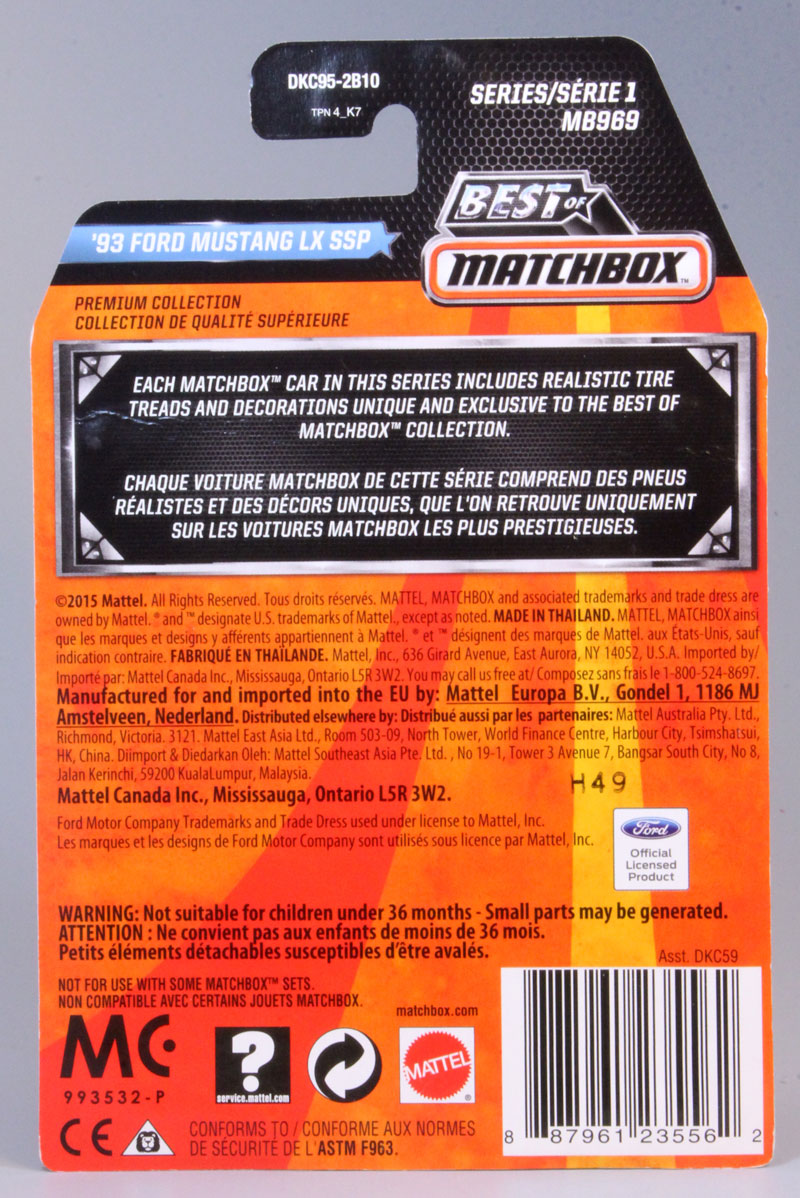 DKC95-2B10
TPN 4_K7
SERIES/SÉRIE 1
MB969
BEST OF
MATCHBOX™
'93 FORD MUSTANG LX SSP
PREMIUM COLLECTION
COLLECTION DE QUALITÉ SUPÉRIEURE
EACH MATCHBOX™ CAR IN THIS SERIES INCLUDES REALISTIC TIRE
TREADS AND DECORATIONS UNIQUE AND EXCLUSIVE TO THE BEST OF
MATCHBOX™ COLLECTION.
CHAQUE VOITURE MATCHBOX DE CETTE SÉRIE COMPREND DES PNEUS
RÉALISTES ET DES DÉCORS UNIQUES, QUE L'ON RETROUVE UNIQUEMENT
SUR LES VOITURES MATCHBOX LES PLUS PRESTIGIEUSES.
©2015 Mattel. All Rights Reserved. Tous droits réservés. MATTEL, MATCHBOX and associated trademarks and trade dress are
owned by Mattel. ® and ™ designate U.S. trademarks of Mattel., except as noted. MADE IN THAILAND. MATTEL, MATCHBOX ainsi
que les marques et designs y afférents appartiennent à Mattel. ® et ™ désignent des marques de Mattel. aux États-Unis, sauf
indication contraire. FABRIQUÉ EN THAÏLANDE. Mattel, Inc., 636 Girard Avenue, East Aurora, NY 14052, U.S.A. Imported by/
Importé par: Mattel Canada Inc., Mississauga, Ontario L5R 3W2. You may call us free at/ Composez sans frais le 1-800-524-8697.
Manufactured for and imported into the EU by: Mattel Europa B.V., Gondel 1, 1186 MJ
Amstelveen, Nederland. Distributed elsewhere by: Distribué aussi par les partenaires: Mattel Australia Pty. Ltd.,
Richmond, Victoria. 3121. Mattel East Asia Ltd., Room 503-09, North Tower, World Finance Centre, Harbour City, Tsimshatsui,
HK, China. Diimport & Diedarkan Oleh: Mattel Southeast Asia Pte. Ltd. , No 19-1, Tower 3 Avenue 7, Bangsar South City, No 8,
Jalan Kerinchi, 59200 KualaLumpur, Malaysia.
H49
Mattel Canada Inc., Mississauga, Ontario L5R 3W2.
Ford Motor Company Trademarks and Trade Dress used under license to Mattel, Inc.
Les marques et les designs de Ford Motor Company sont utilisés sous licence par Mattel, Inc.
Ford
Official
Licensed
Product
WARNING: Not suitable for children under 36 months - Small parts may be generated.
ATTENTION : Ne convient pas aux enfants de moins de 36 mois.
Petits éléments détachables susceptibles d'être avalés.
Asst. DKC59
NOT FOR USE WITH SOME MATCHBOX™ SETS.
NON COMPATIBLE AVEC CERTAINS JOUETS MATCHBOX.
matchbox.com
MC
993532-P
?
service.mattel.com
MATTEL
®
CE
CONFORMS TO / CONFORME AUX NORMES
DE SÉCURITÉ DE L'ASTM F963.
8 87961 23556 2